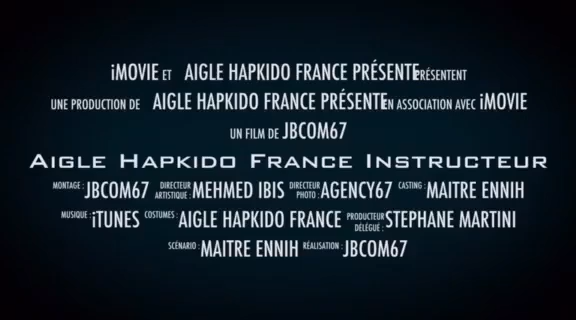 iMOVIE ET AIGLE HAPKIDO FRANCE PRÉSENTE PRÉSENTENT
UNE PRODUCTION DE AIGLE HAPKIDO FRANCE PRÉSENTE EN ASSOCIATION AVEC iMOVIE
UN FILM DE JBCOM67
AIGLE HAPKIDO FRANCE INSTRUCTEUR
MONTAGE : JBCOM67 DIRECTEUR ARTISTIQUE : MEHMED IBIS DIRECTEUR PHOTO : AGENCY67 CASTING : MAITRE ENNIH
MUSIQUE : iTUNES COSTUMES : AIGLE HAPKIDO FRANCE PRODUCTEUR DÉLÉGUÉ : STEPHANE MARTINI
SCÉNARIO : MAITRE ENNIH RÉALISATION : JBCOM67